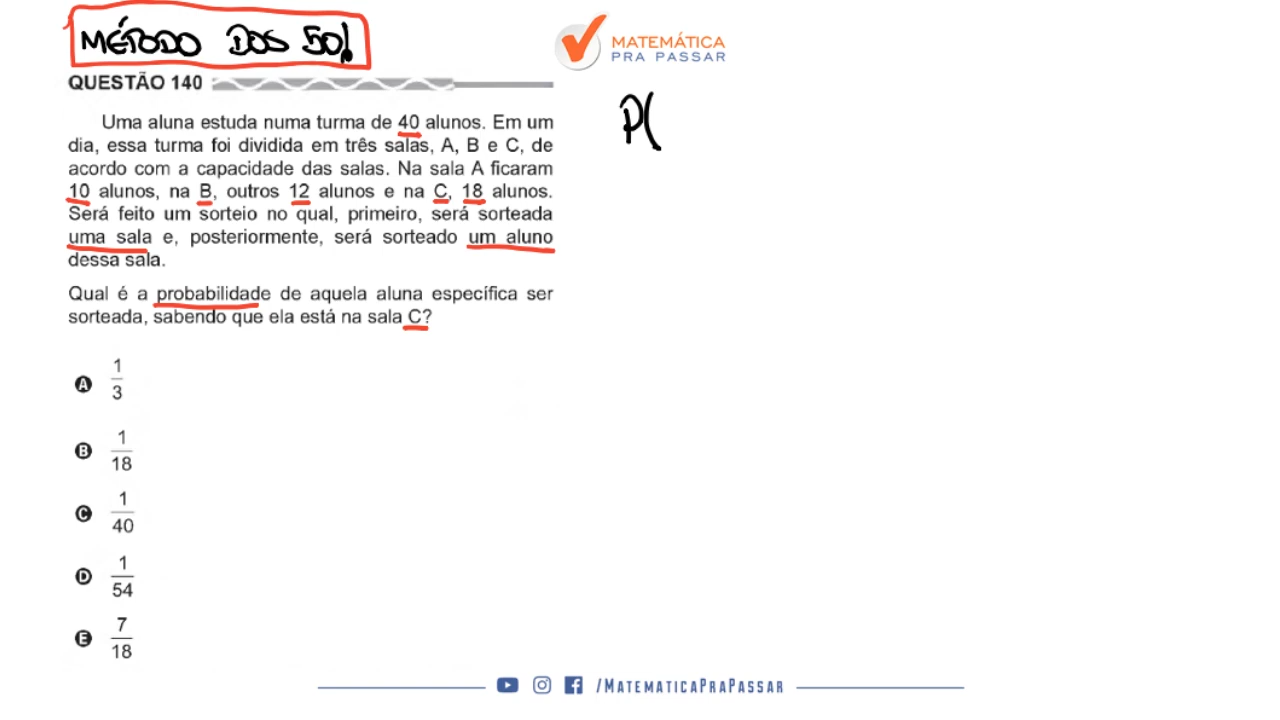 MÉTODO DOS 50!
MATEMÁTICA
PRA PASSAR
QUESTÃO 140
P(
Uma aluna estuda numa turma de 40 alunos. Em um
dia, essa turma foi dividida em três salas, A, B e C, de
acordo com a capacidade das salas. Na sala A ficaram
10 alunos, na B, outros 12 alunos e na C, 18 alunos.
Será feito um sorteio no qual, primeiro, será sorteada
uma sala e, posteriormente, será sorteado um aluno
dessa sala.
Qual é a probabilidade de aquela aluna específica ser
sorteada, sabendo que ela está na sala C?
A 1/3
B 1/18
C 1/40
D 1/54
E 7/18
/MATEMATICAPRAPASSAR